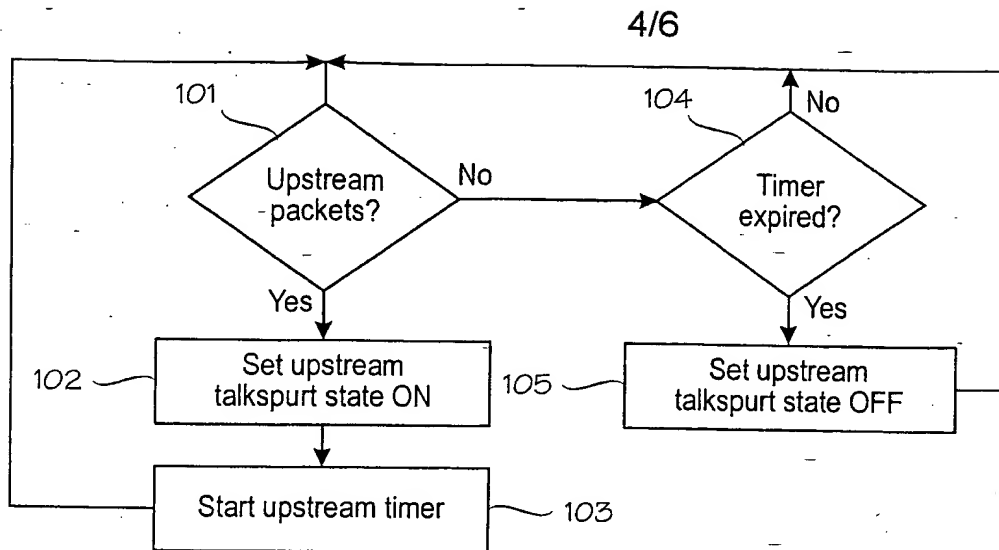 4/6
101
Upstream
packets?
No
Yes
104
Timer
expired?
No
Yes
102
Set upstream
talkspurt state ON
105
Set upstream
talkspurt state OFF
Start upstream timer
103